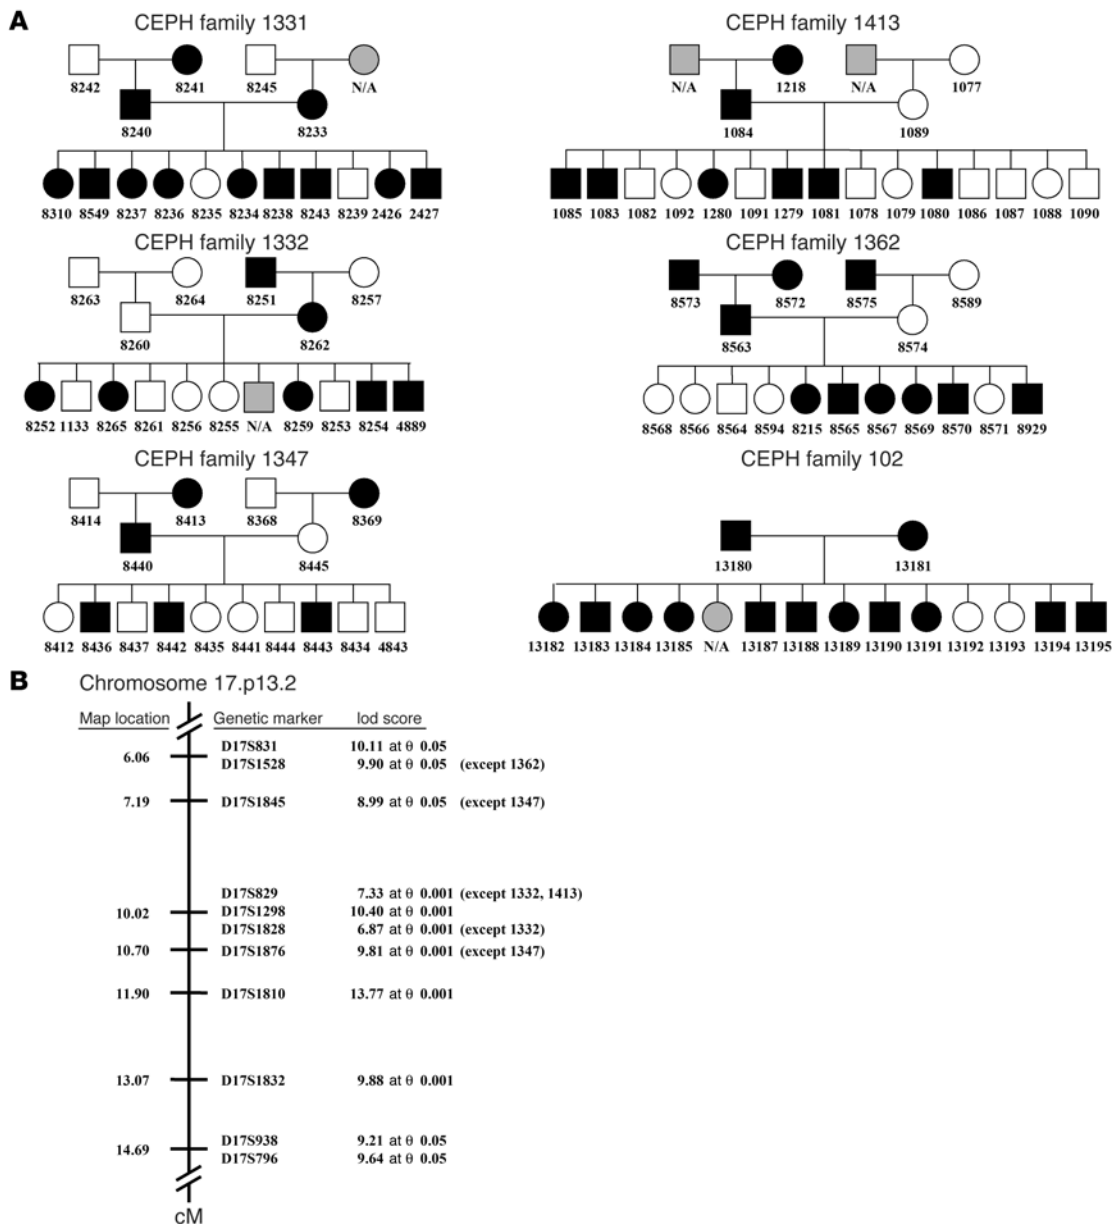 A
CEPH family 1331
8242 8241 8245 N/A
8240 8233
8310 8549 8237 8236 8235 8234 8238 8243 8239 2426 2427
CEPH family 1332
8263 8264 8251 8257
8260 8262
8252 1133 8265 8261 8256 8255 N/A 8259 8253 8254 4889
CEPH family 1347
8414 8413 8368 8369
8440 8445
8412 8436 8437 8442 8435 8441 8444 8443 8434 4843
CEPH family 1413
N/A 1218 N/A 1077
1084 1089
1085 1083 1082 1092 1280 1091 1279 1081 1078 1079 1080 1086 1087 1088 1090
CEPH family 1362
8573 8572 8575 8589
8563 8574
8568 8566 8564 8594 8215 8565 8567 8569 8570 8571 8929
CEPH family 102
13180 13181
13182 13183 13184 13185 N/A 13187 13188 13189 13190 13191 13192 13193 13194 13195
B Chromosome 17.p13.2
Map location Genetic marker lod score
D17S831 10.11 at θ 0.05
6.06
D17S1528 9.90 at θ 0.05 (except 1362)
7.19 D17S1845 8.99 at θ 0.05 (except 1347)
D17S829 7.33 at θ 0.001 (except 1332, 1413)
10.02 D17S1298 10.40 at θ 0.001
D17S1828 6.87 at θ 0.001 (except 1332)
10.70 D17S1876 9.81 at θ 0.001 (except 1347)
11.90 D17S1810 13.77 at θ 0.001
13.07 D17S1832 9.88 at θ 0.001
D17S938 9.21 at θ 0.05
14.69
D17S796 9.64 at θ 0.05
cM